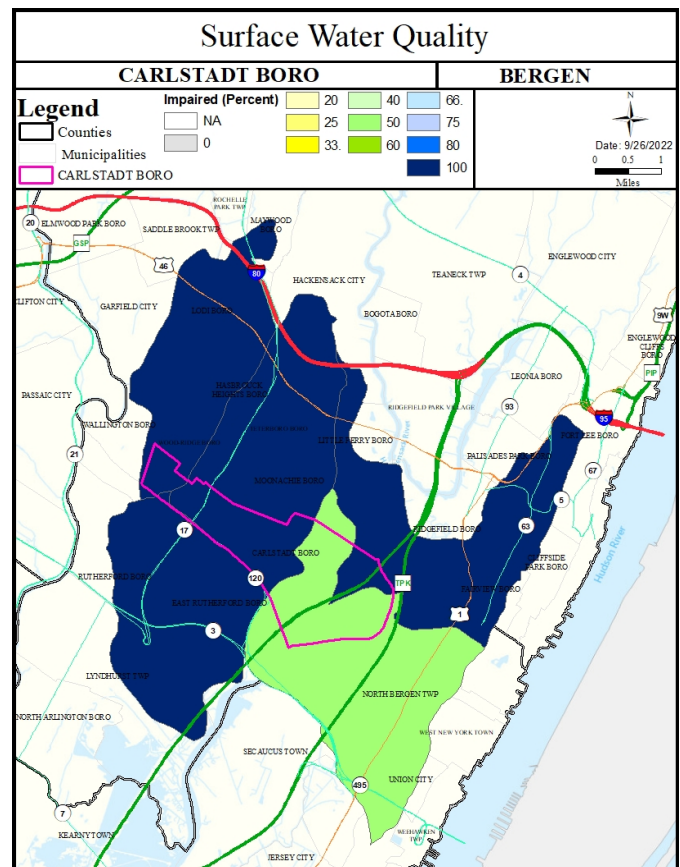 Surface Water Quality
CARLSTADT BORO
BERGEN
Legend
Counties
Municipalities
CARLSTADT BORO
Impaired (Percent)
NA
0
20
25
33.
40
50
60
66.
75
80
100
N
Date: 9/26/2022
0 0.5 1
Miles
ROCHELLE
PARK TWP
MAYWOOD
BORO
20
ELMWOOD PARK BORO
SADDLE BROOK TWP
GSP
46
80
ENGLEWOOD CITY
TEANECK TWP
4
HACKENSACK CITY
CLIFTON CITY
GARFIELD CITY
LODI BORO
BOGOTA BORO
9W
ENGLEWOOD
CLIFFS
BORO
PIP
LEONIA BORO
PASSAIC CITY
HASBROUCK
HEIGHTS BORO
RIDGEFIELD PARK VILLAGE
93
95
WALLINGTON BORO
LITTLE FERRY BORO
FORT LEE BORO
21
PALISADES PARK BORO
67
MOONACHIE BORO
5
17
63
RIDGEFIELD BORO
CARLSTADT BORO
CLIFFSIDE
PARK BORO
Hudson River
RUTHERFORD BORO
120
TPK
FAIRVIEW BORO
EAST RUTHERFORD BORO
1
3
LYNDHURST TWP
NORTH BERGEN TWP
NORTH ARLINGTON BORO
WEST NEW YORK TOWN
SECAUCUS TOWN
495
UNION CITY
7
KEARNY TOWN
WEEHAWKEN
TWP
JERSEY CITY